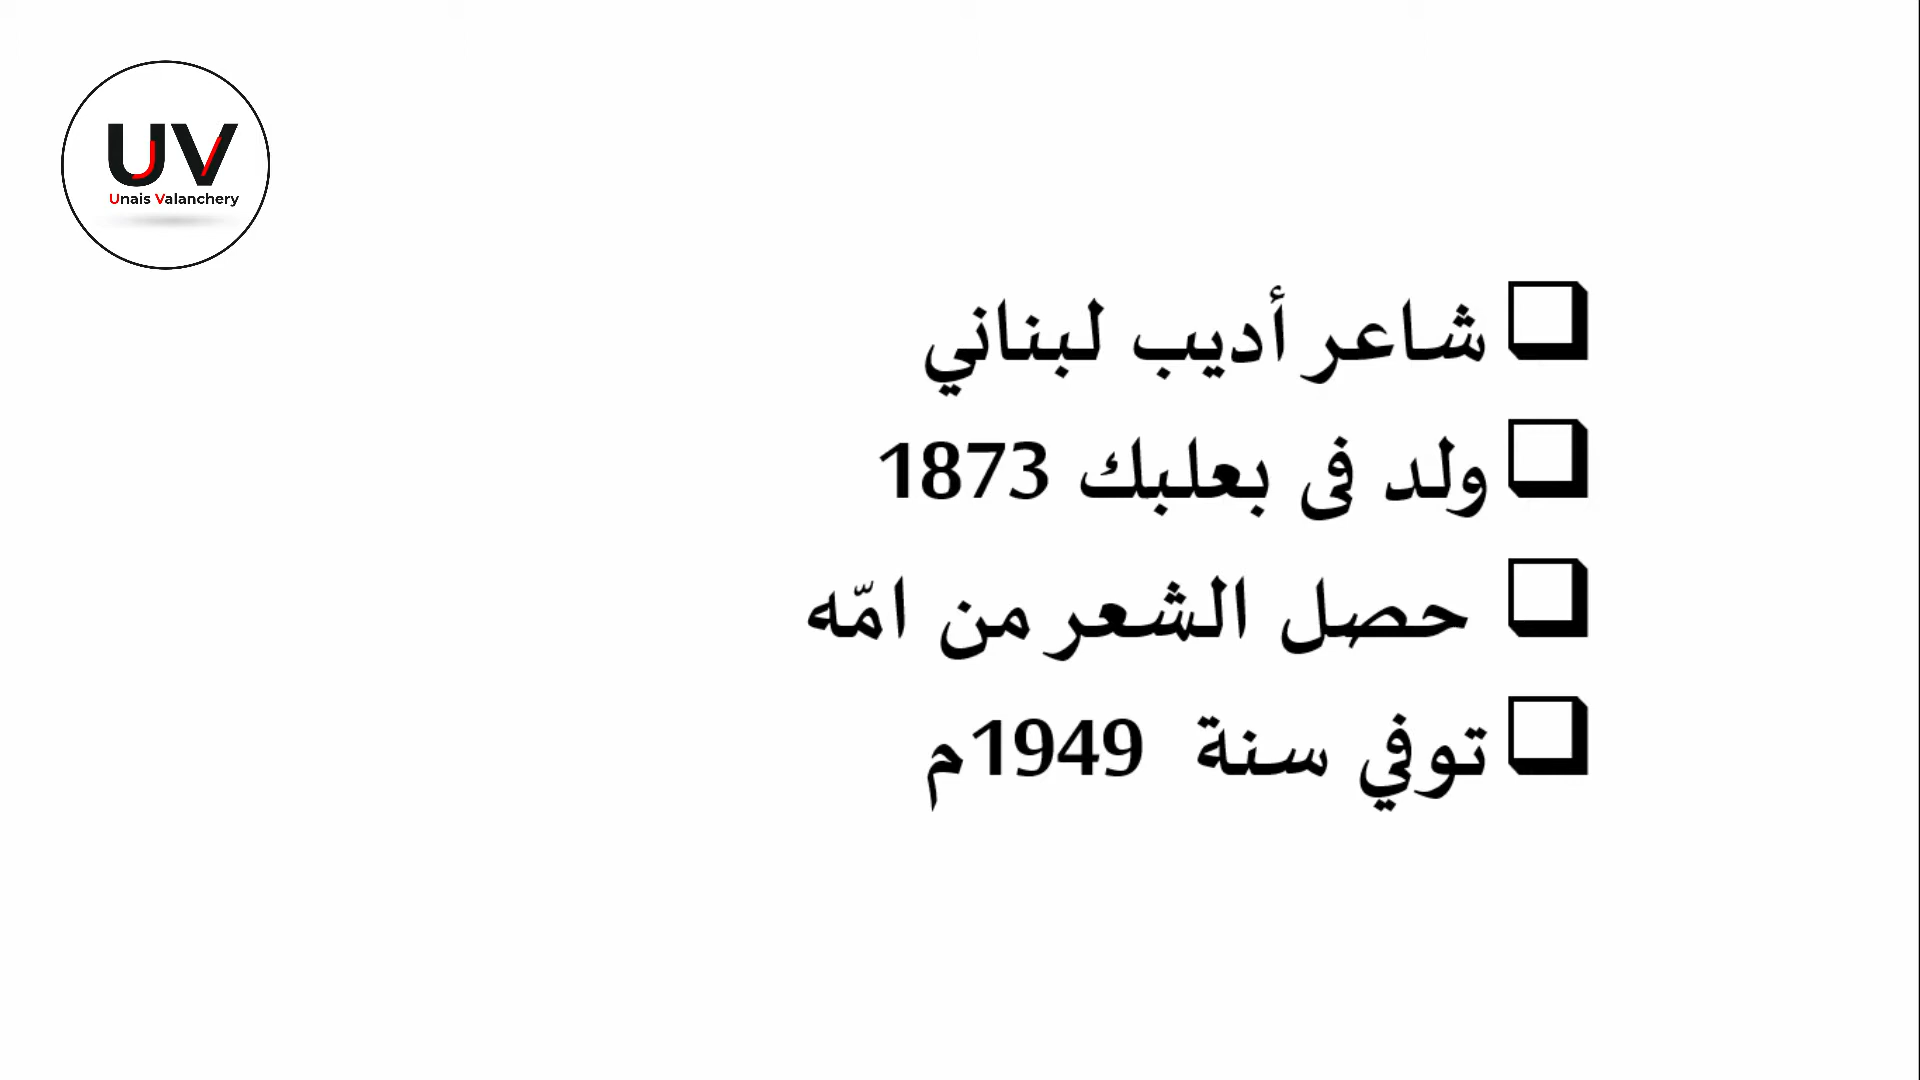 UV
Unais Valanchery
شاعر أديب لبناني
ولد فى بعلبك 1873
حصل الشعر من امّه
توفي سنة 1949م